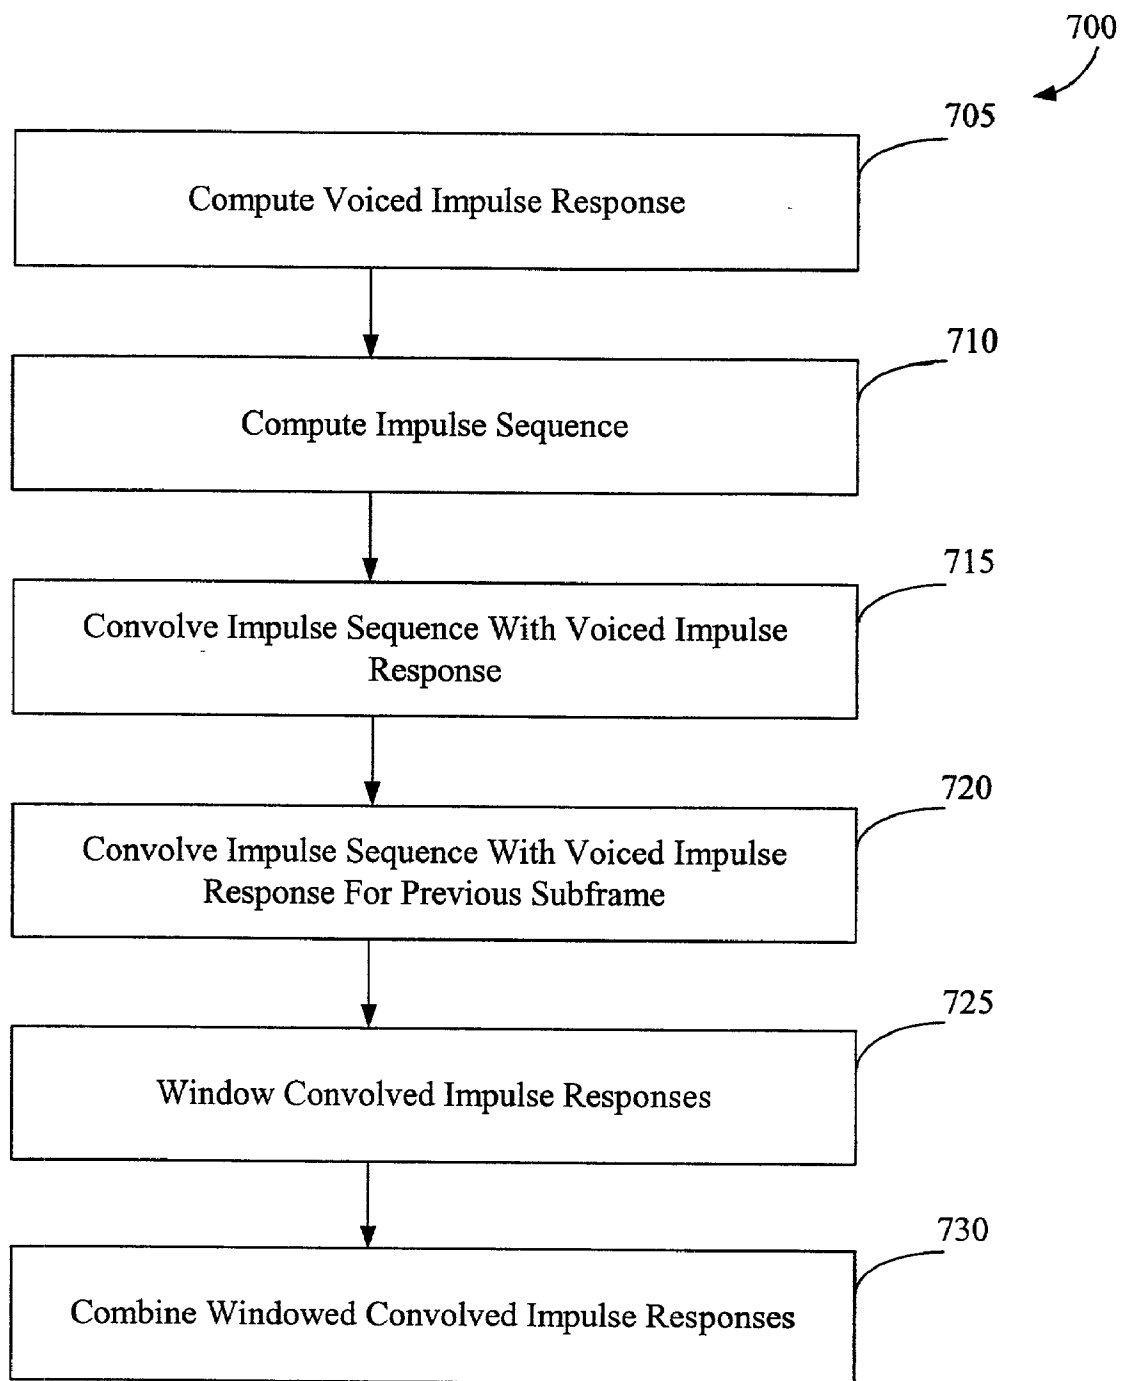 700
705
Compute Voiced Impulse Response
710
Compute Impulse Sequence
715
Convolve Impulse Sequence With Voiced Impulse
Response
720
Convolve Impulse Sequence With Voiced Impulse
Response For Previous Subframe
725
Window Convolved Impulse Responses
730
Combine Windowed Convolved Impulse Responses